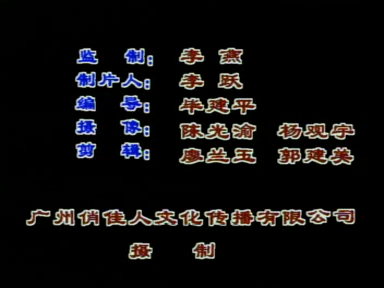 监 制：李 燕
制片人：李 跃
编 导：毕建平
摄 像：陈光渝 杨观宇
剪 辑：廖兰玉 郭建美
广州俏佳人文化传播有限公司
摄 制